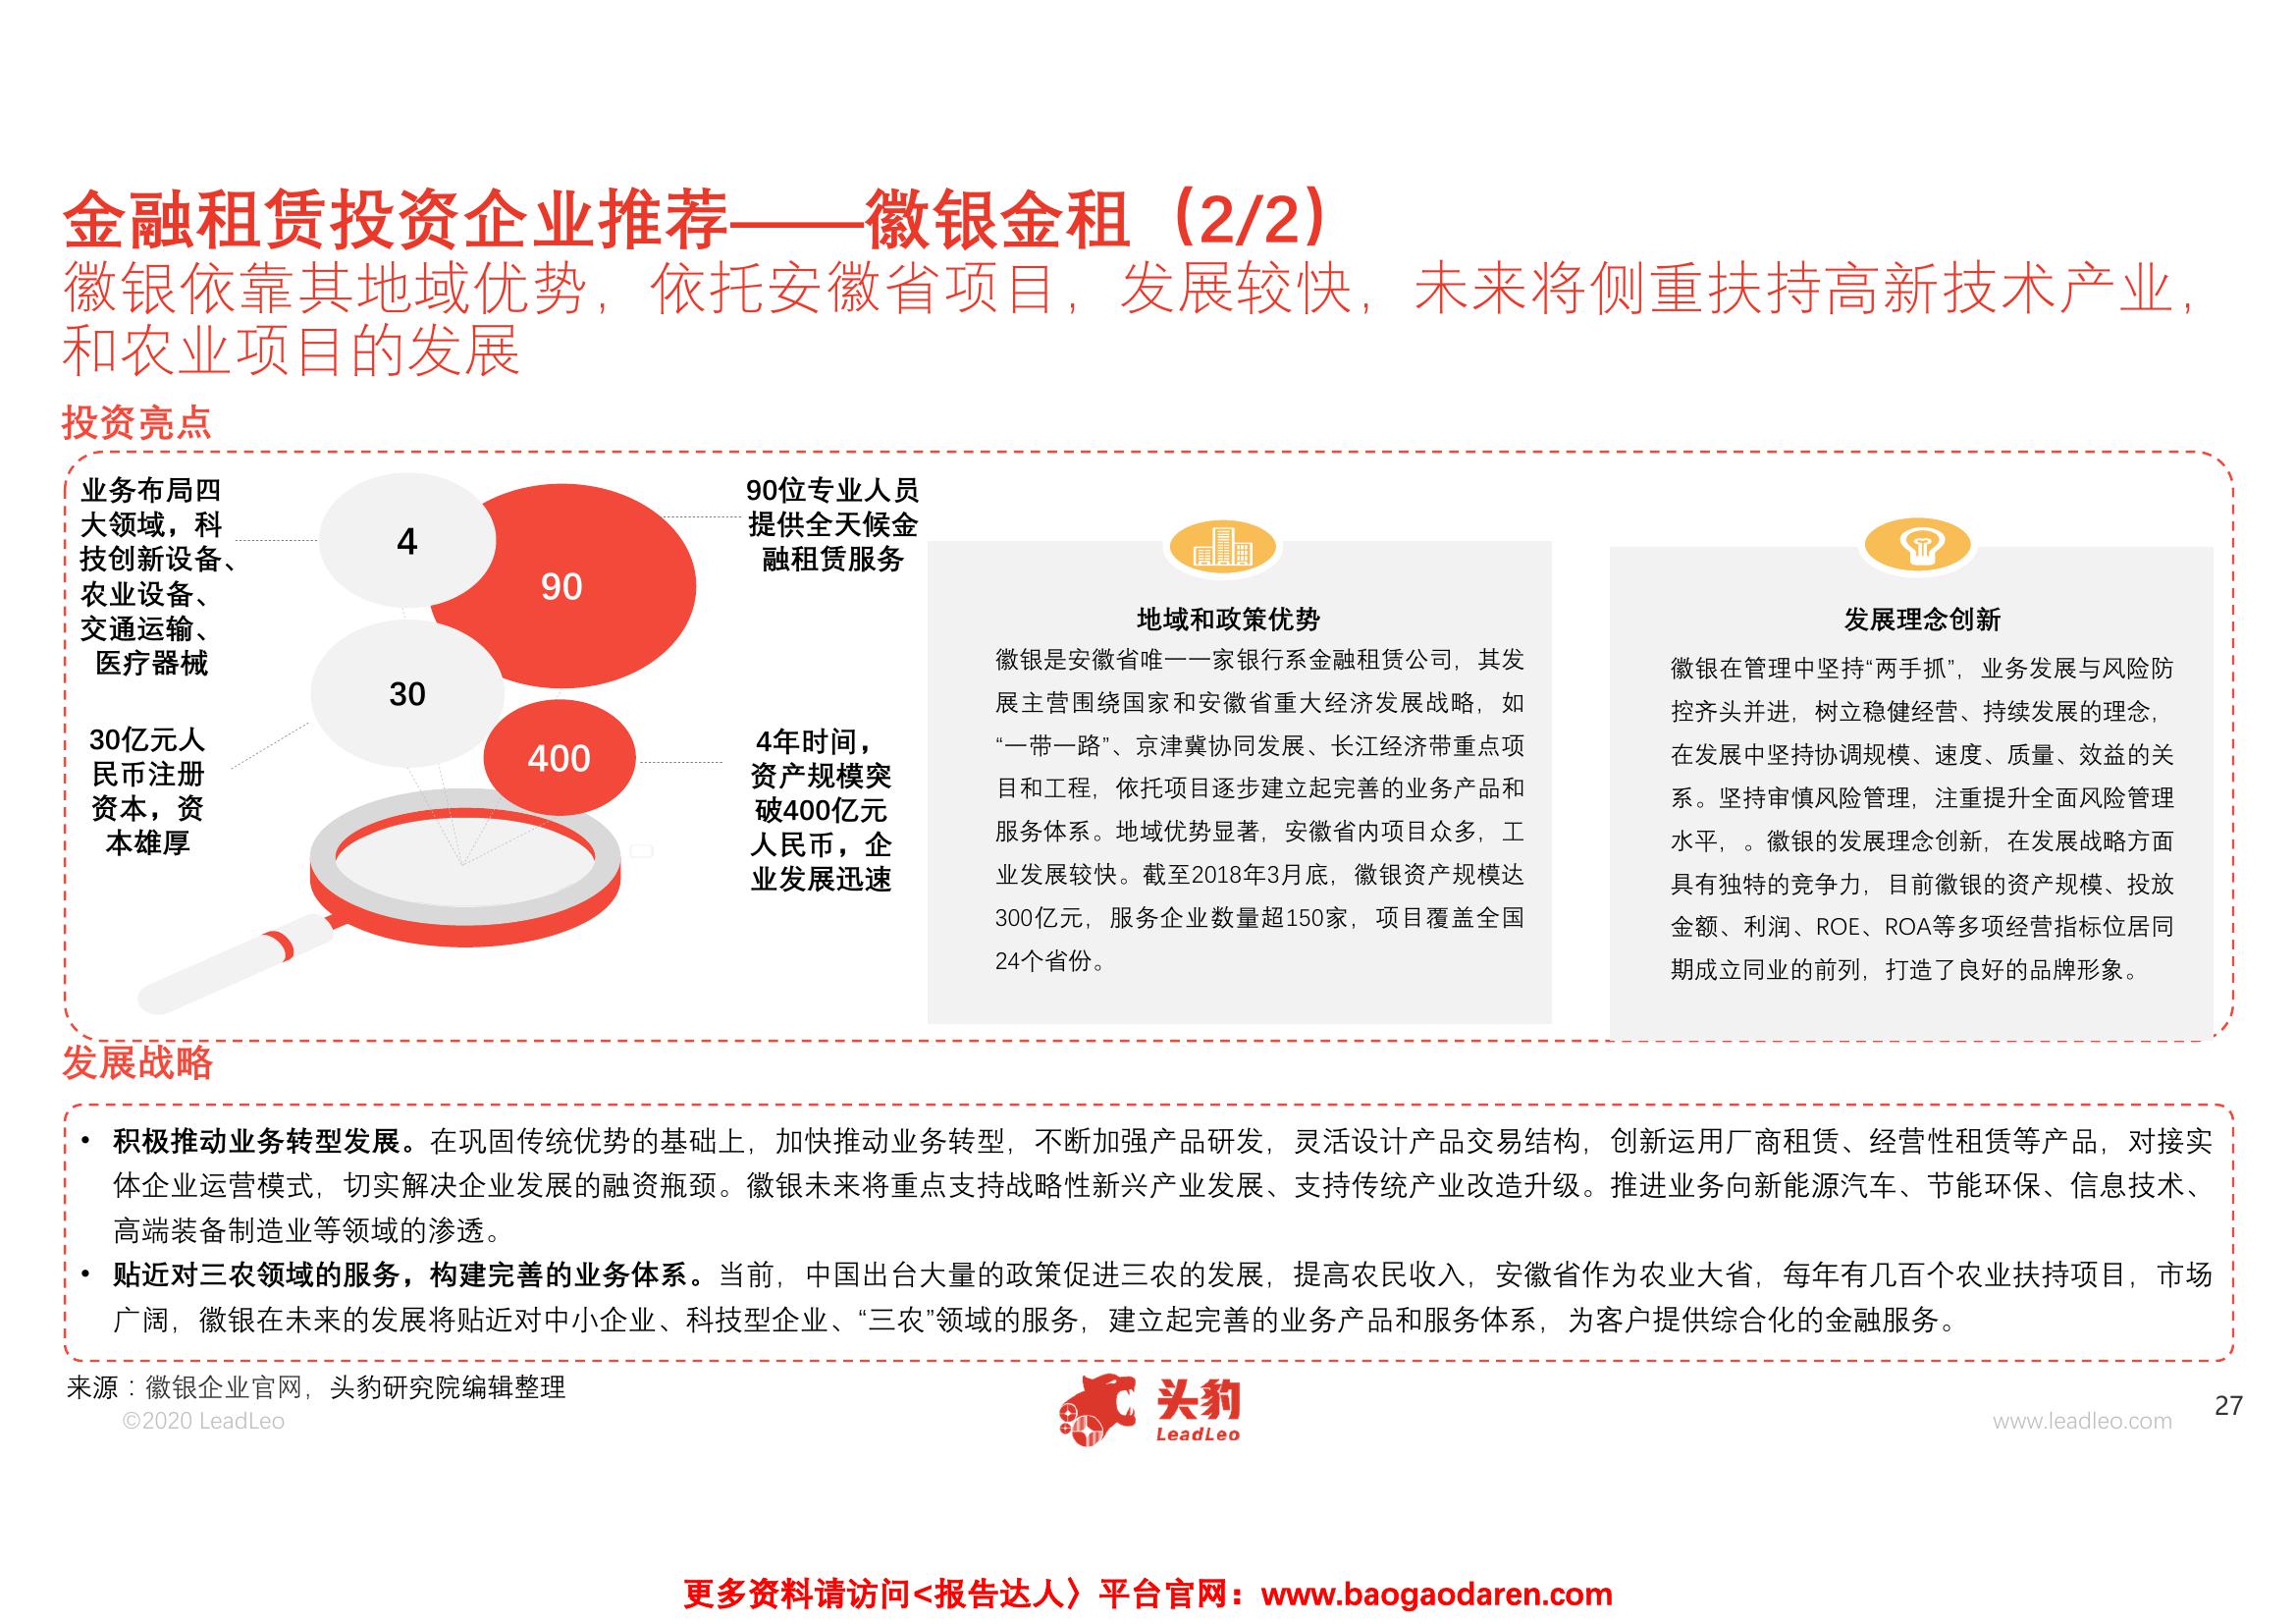 金融租赁投资企业推荐——徽银金租（2/2）
徽银依靠其地域优势，依托安徽省项目，发展较快，未来将侧重扶持高新技术产业，
和农业项目的发展
投资亮点
业务布局四
大领域，科
技创新设备、
农业设备、
交通运输、
医疗器械
4
90
90位专业人员
提供全天候金
融租赁服务
30亿元人
民币注册
资本，资
本雄厚
30
400
4年时间，
资产规模突
破400亿元
人民币，企
业发展迅速
地域和政策优势
徽银是安徽省唯一一家银行系金融租赁公司，其发
展主营围绕国家和安徽省重大经济发展战略，如
“一带一路”、京津冀协同发展、长江经济带重点项
目和工程，依托项目逐步建立起完善的业务产品和
服务体系。地域优势显著，安徽省内项目众多，工
业发展较快。截至2018年3月底，徽银资产规模达
300亿元，服务企业数量超150家，项目覆盖全国
24个省份。
发展理念创新
徽银在管理中坚持“两手抓”，业务发展与风险防
控齐头并进，树立稳健经营、持续发展的理念，
在发展中坚持协调规模、速度、质量、效益的关
系。坚持审慎风险管理，注重提升全面风险管理
水平，。徽银的发展理念创新，在发展战略方面
具有独特的竞争力，目前徽银的资产规模、投放
金额、利润、ROE、ROA等多项经营指标位居同
期成立同业的前列，打造了良好的品牌形象。
发展战略
• 积极推动业务转型发展。在巩固传统优势的基础上，加快推动业务转型，不断加强产品研发，灵活设计产品交易结构，创新运用厂商租赁、经营性租赁等产品，对接实
体企业运营模式，切实解决企业发展的融资瓶颈。徽银未来将重点支持战略性新兴产业发展、支持传统产业改造升级。推进业务向新能源汽车、节能环保、信息技术、
高端装备制造业等领域的渗透。
• 贴近对三农领域的服务，构建完善的业务体系。当前，中国出台大量的政策促进三农的发展，提高农民收入，安徽省作为农业大省，每年有几百个农业扶持项目，市场
广阔，徽银在未来的发展将贴近对中小企业、科技型企业、“三农”领域的服务，建立起完善的业务产品和服务体系，为客户提供综合化的金融服务。
来源：徽银企业官网，头豹研究院编辑整理
©2020 LeadLeo
头豹
LeadLeo
www.leadleo.com
27
更多资料请访问<报告达人〉平台官网：www.baogaodaren.com